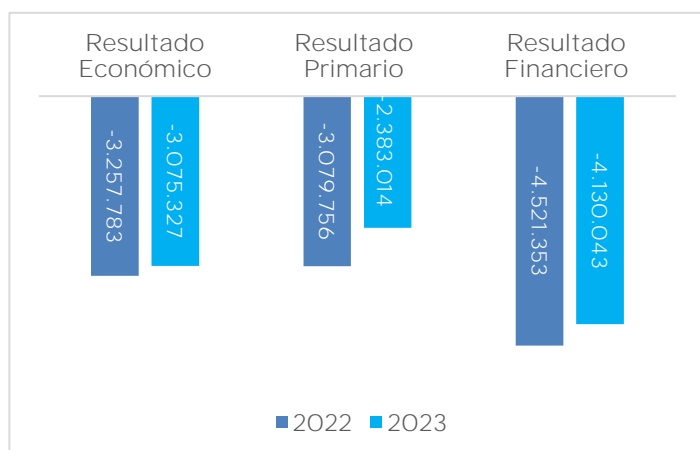 Resultado
Económico
Resultado
Primario
Resultado
Financiero
-3.257.783
-3.075.327
-3.079.756
-2.383.014
-4.521.353
-4.130.043
2022
2023